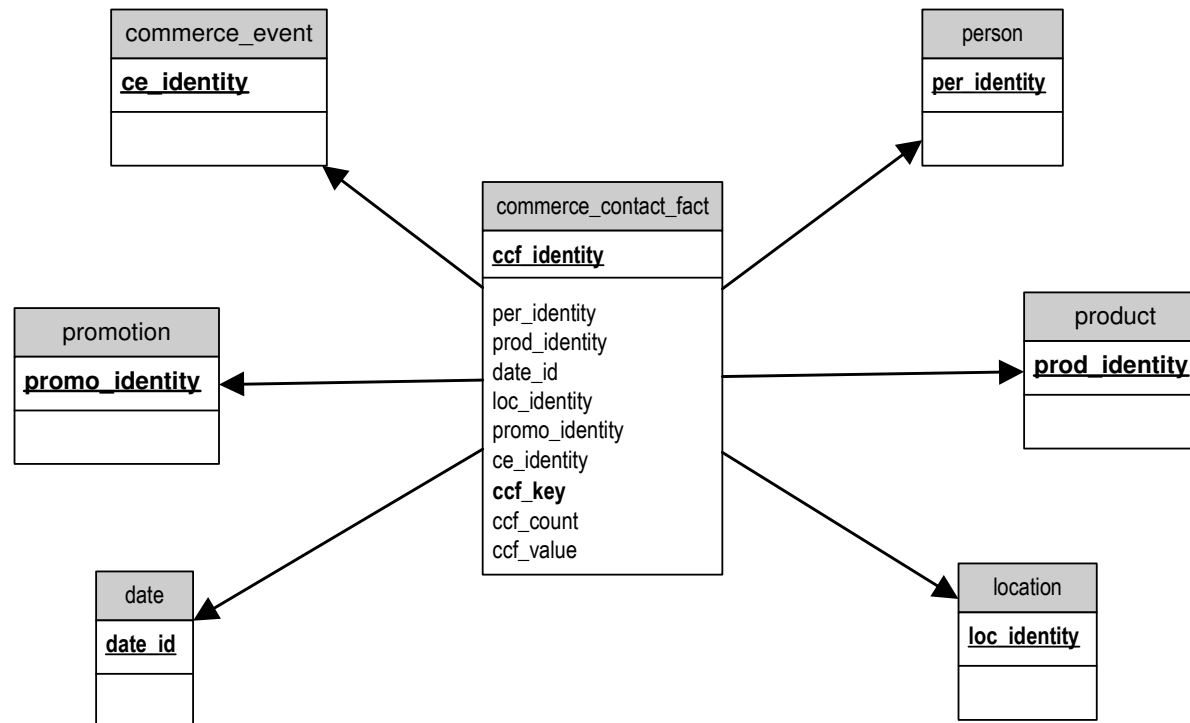 commerce_event
ce_identity
person
per_identity
commerce_contact_fact
ccf_identity
per_identity
prod_identity
date_id
loc_identity
promo_identity
ce_identity
ccf_key
ccf_count
ccf_value
promotion
promo_identity
product
prod_identity
date
date_id
location
loc_identity